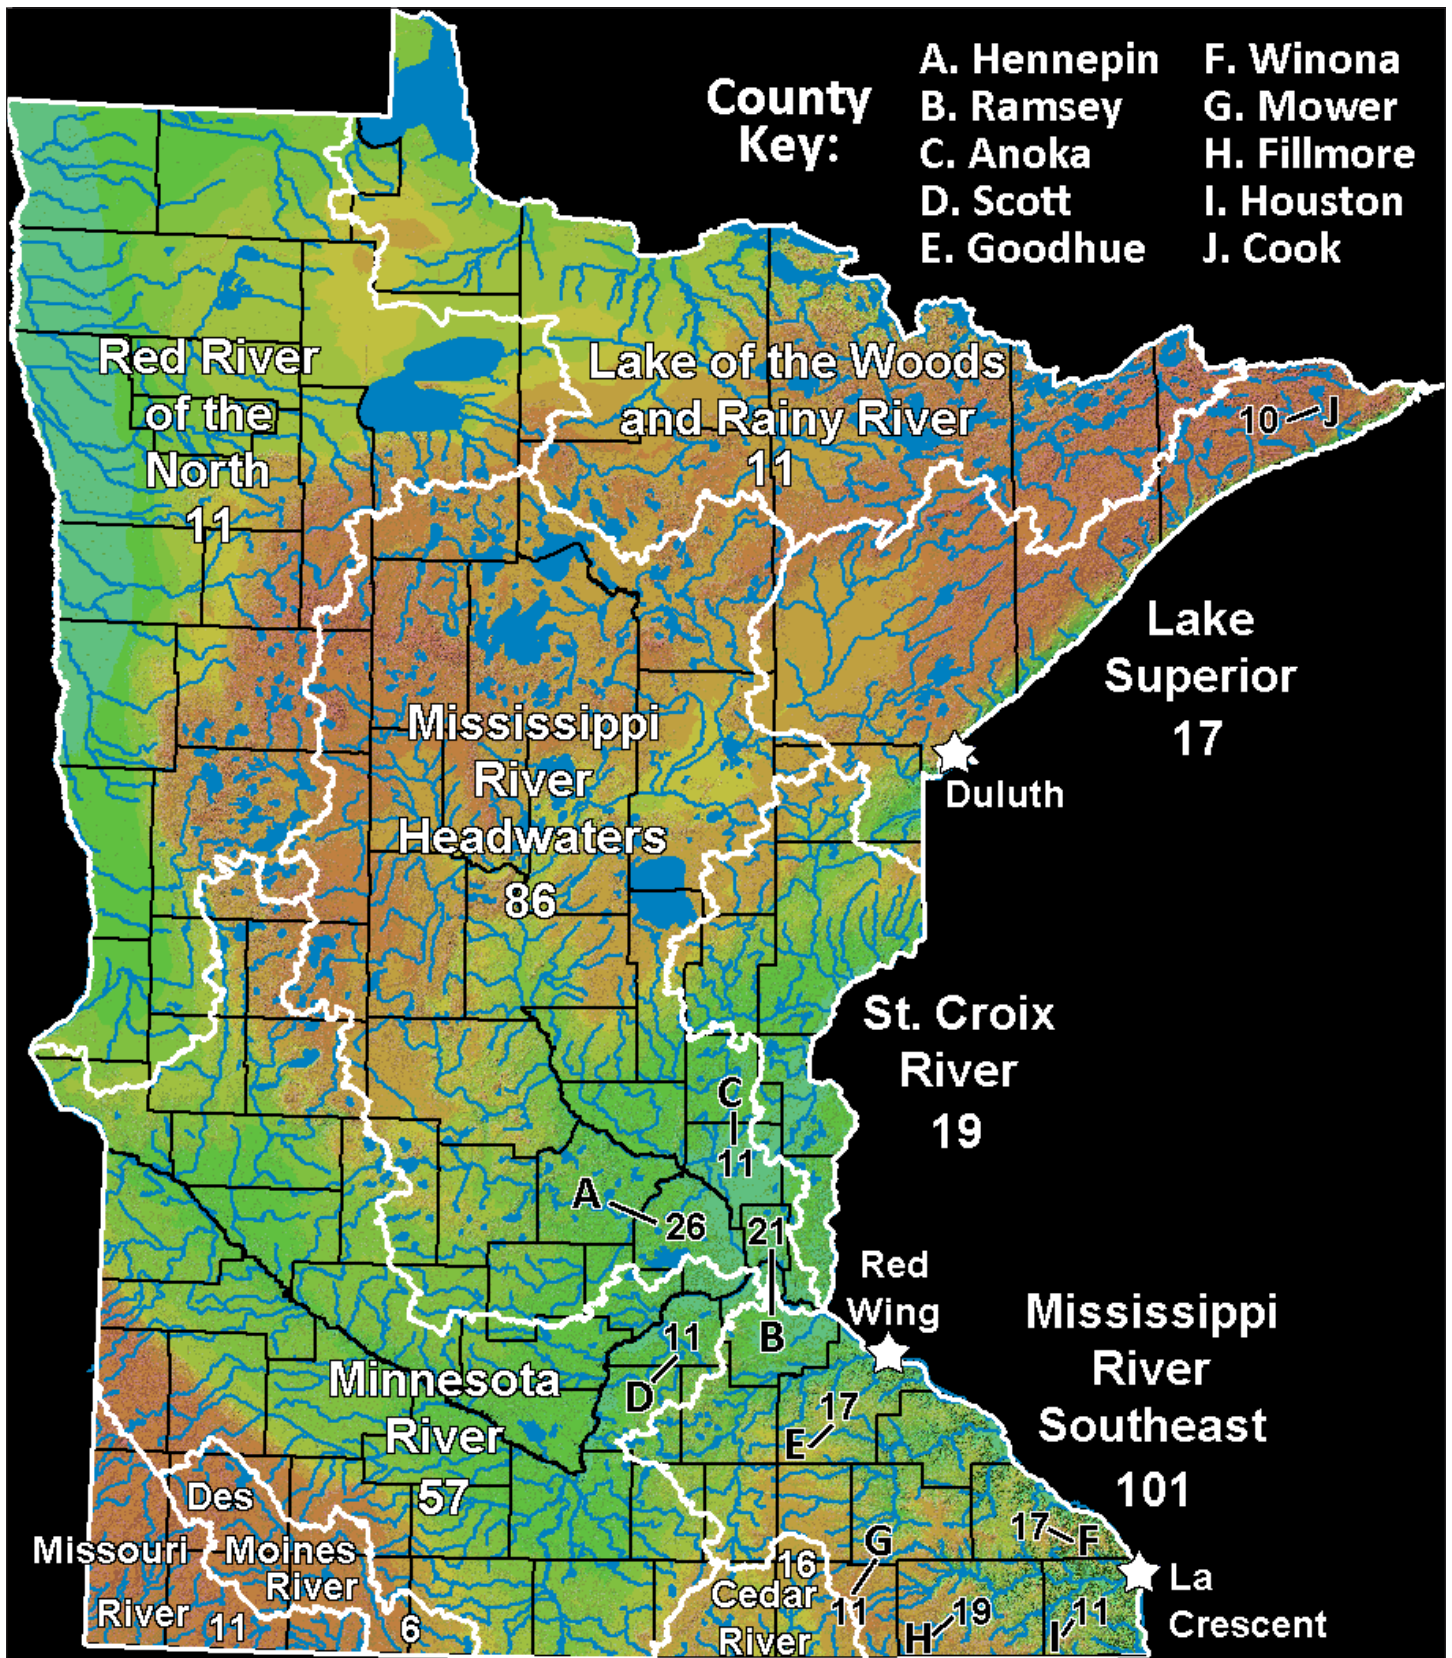 County
Key:
A. Hennepin
B. Ramsey
C. Anoka
D. Scott
E. Goodhue
F. Winona
G. Mower
H. Fillmore
I. Houston
J. Cook
Red River
of the
North
11
Lake of the Woods
and Rainy River
11
10 J
Lake
Superior
17
Duluth
Mississippi
River
Headwaters
86
St. Croix
River
19
C
11
A
26
21
B
Red
Wing
11
D
Mississippi
River
Southeast
101
Minnesota
River
57
17
E
Des
Moines
River
6
Missouri
River 11
16
Cedar
River
G
11
17 F
H 19
I 11
La
Crescent